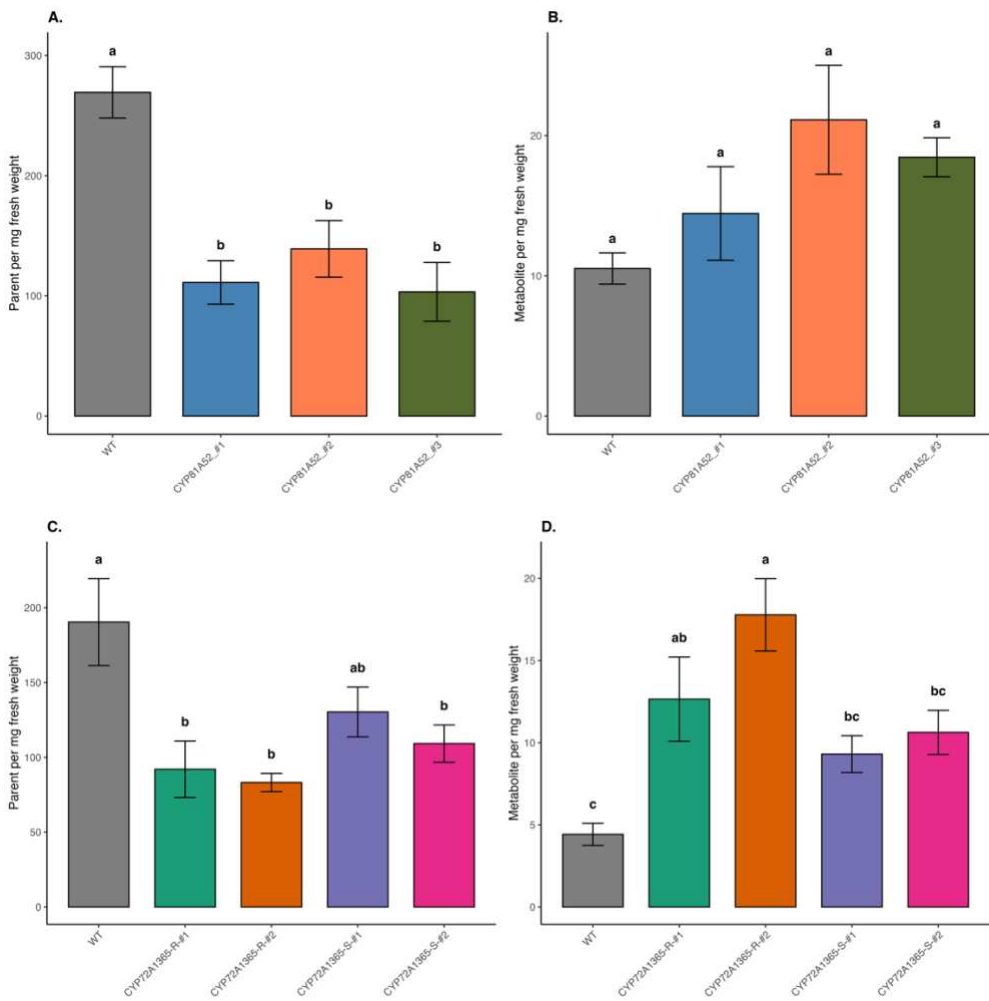 A.
Parent per mg fresh weight
300
200
100
0
a
b
b
b
WT
CYP81A52_#1
CYP81A52_#2
CYP81A52_#3
B.
Metabolite per mg fresh weight
20
10
0
a
a
a
a
WT
CYP81A52_#1
CYP81A52_#2
CYP81A52_#3
C.
Parent per mg fresh weight
200
150
100
50
0
a
b
b
ab
b
WT
CYP72A1365-R-#1
CYP72A1365-R-#2
CYP72A1365-S-#1
CYP72A1365-S-#2
D.
Metabolite per mg fresh weight
20
15
10
5
0
c
ab
a
bc
bc
WT
CYP72A1365-R-#1
CYP72A1365-R-#2
CYP72A1365-S-#1
CYP72A1365-S-#2